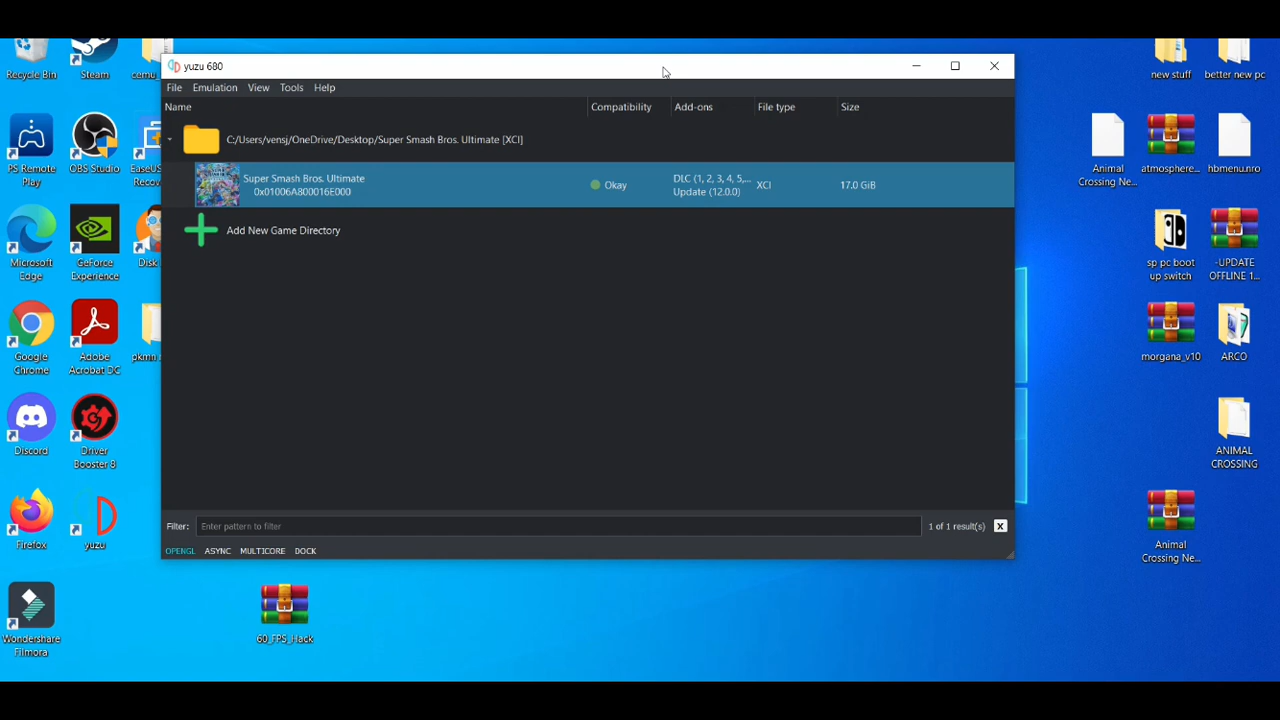 yuzu 680
File Emulation View Tools Help
Name Compatibility Add-ons File type Size
C:/Users/vensj/OneDrive/Desktop/Super Smash Bros. Ultimate [XCI]
Super Smash Bros. Ultimate
0x01006A800016E000
Okay
DLC (1, 2, 3, 4, 5,...
Update (12.0.0)
XCI
17.0 GiB
Add New Game Directory
Filter: Enter pattern to filter 1 of 1 result(s) X
OPENGL ASYNC MULTICORE DOCK
Recycle Bin
Steam
cemu_
PS Remote
Play
OBS Studio
EaseUS
Recov
Microsoft
Edge
GeForce
Experience
Disk
Google
Chrome
Adobe
Acrobat DC
pkmn
Discord
Driver
Booster 8
Firefox
yuzu
Wondershare
Filmora
60_FPS_Hack
new stuff
better new pc
Animal
Crossing Ne...
atmosphere...
hbmenu.nro
sp pc boot
up switch
-UPDATE
OFFLINE 1...
morgana_v10
ARCO
ANIMAL
CROSSING
Animal
Crossing Ne...